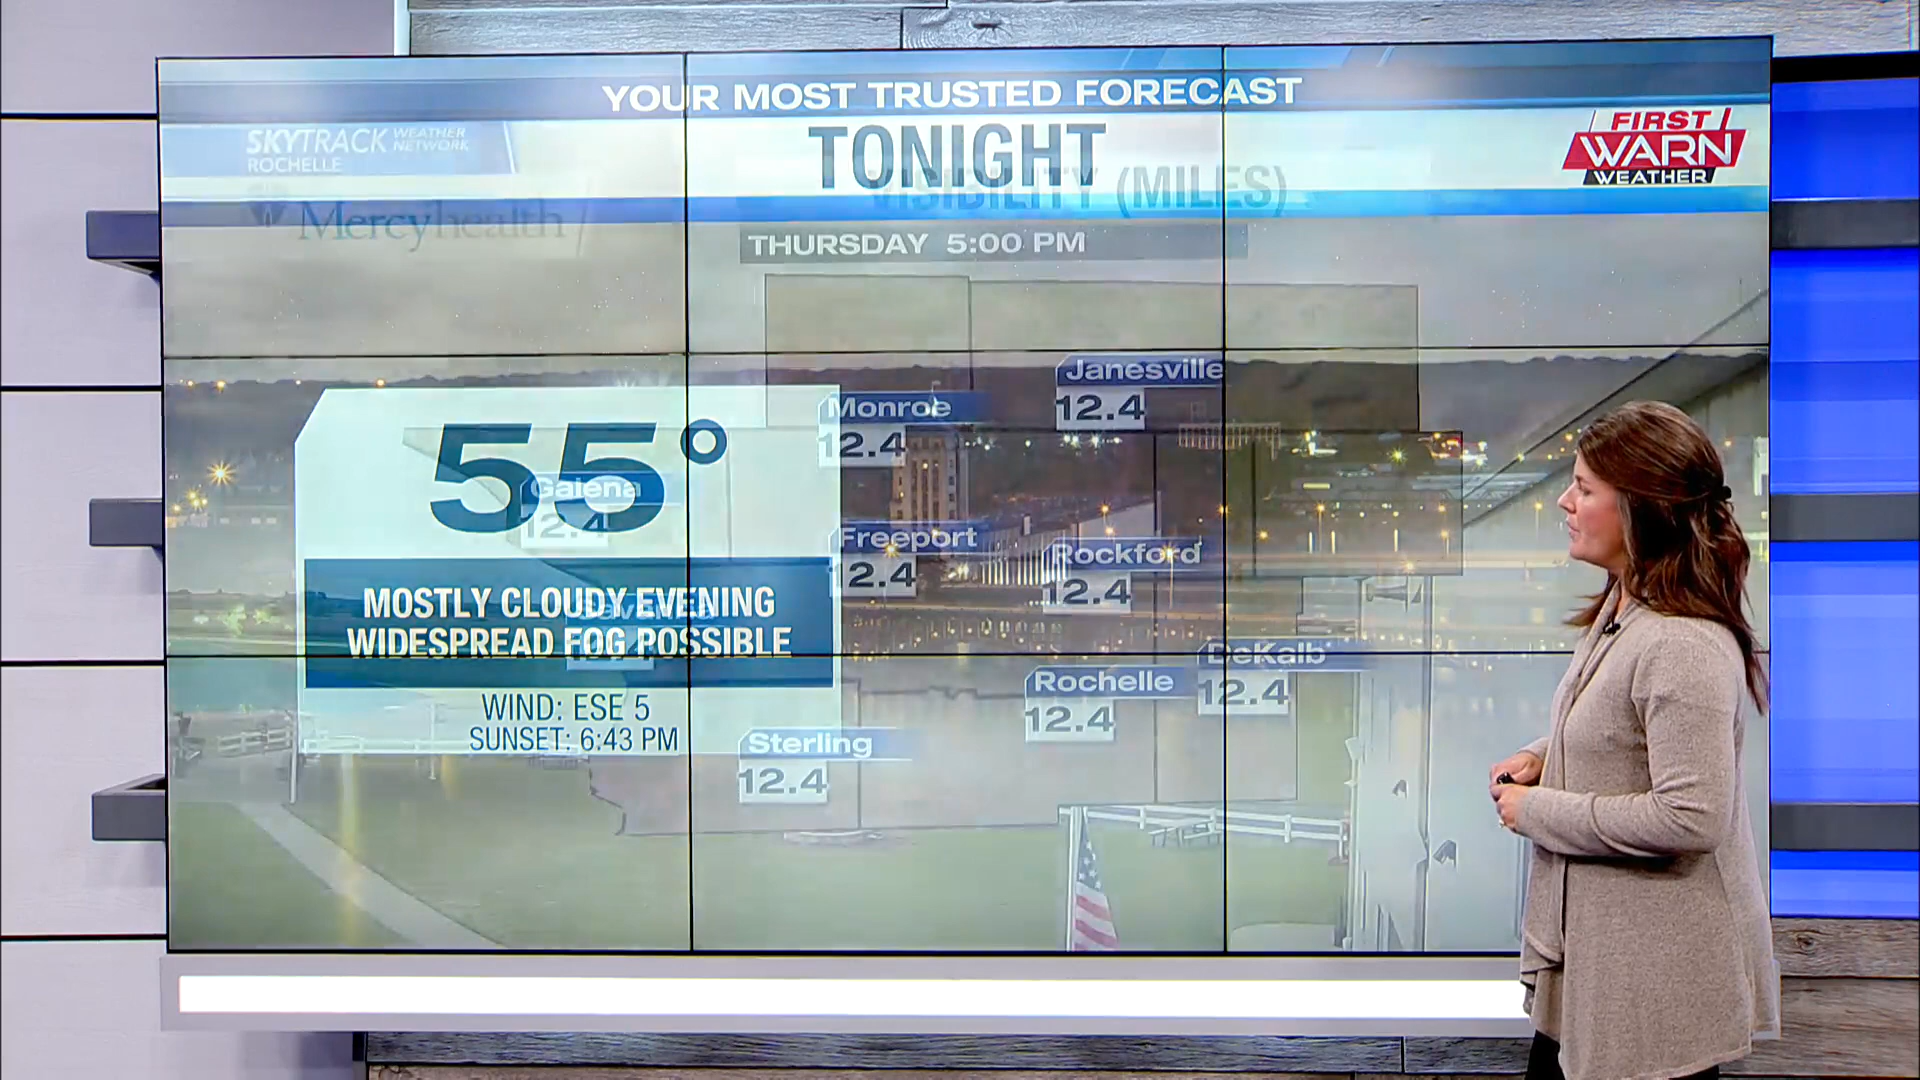 YOUR MOST TRUSTED FORECAST
SKYTRACK WEATHER NETWORK
ROCHELLE
TONIGHT
VISIBILITY (MILES)
FIRST
WARN
WEATHER
Mercyhealth
THURSDAY 5:00 PM
Janesville
12.4
Monroe
12.4
55°
Galena
12.4
Freeport
12.4
Rockford
12.4
MOSTLY CLOUDY EVENING
Savanna
WIDESPREAD FOG POSSIBLE
DeKalb
12.4
Rochelle
12.4
WIND: ESE 5
SUNSET: 6:43 PM
Sterling
12.4